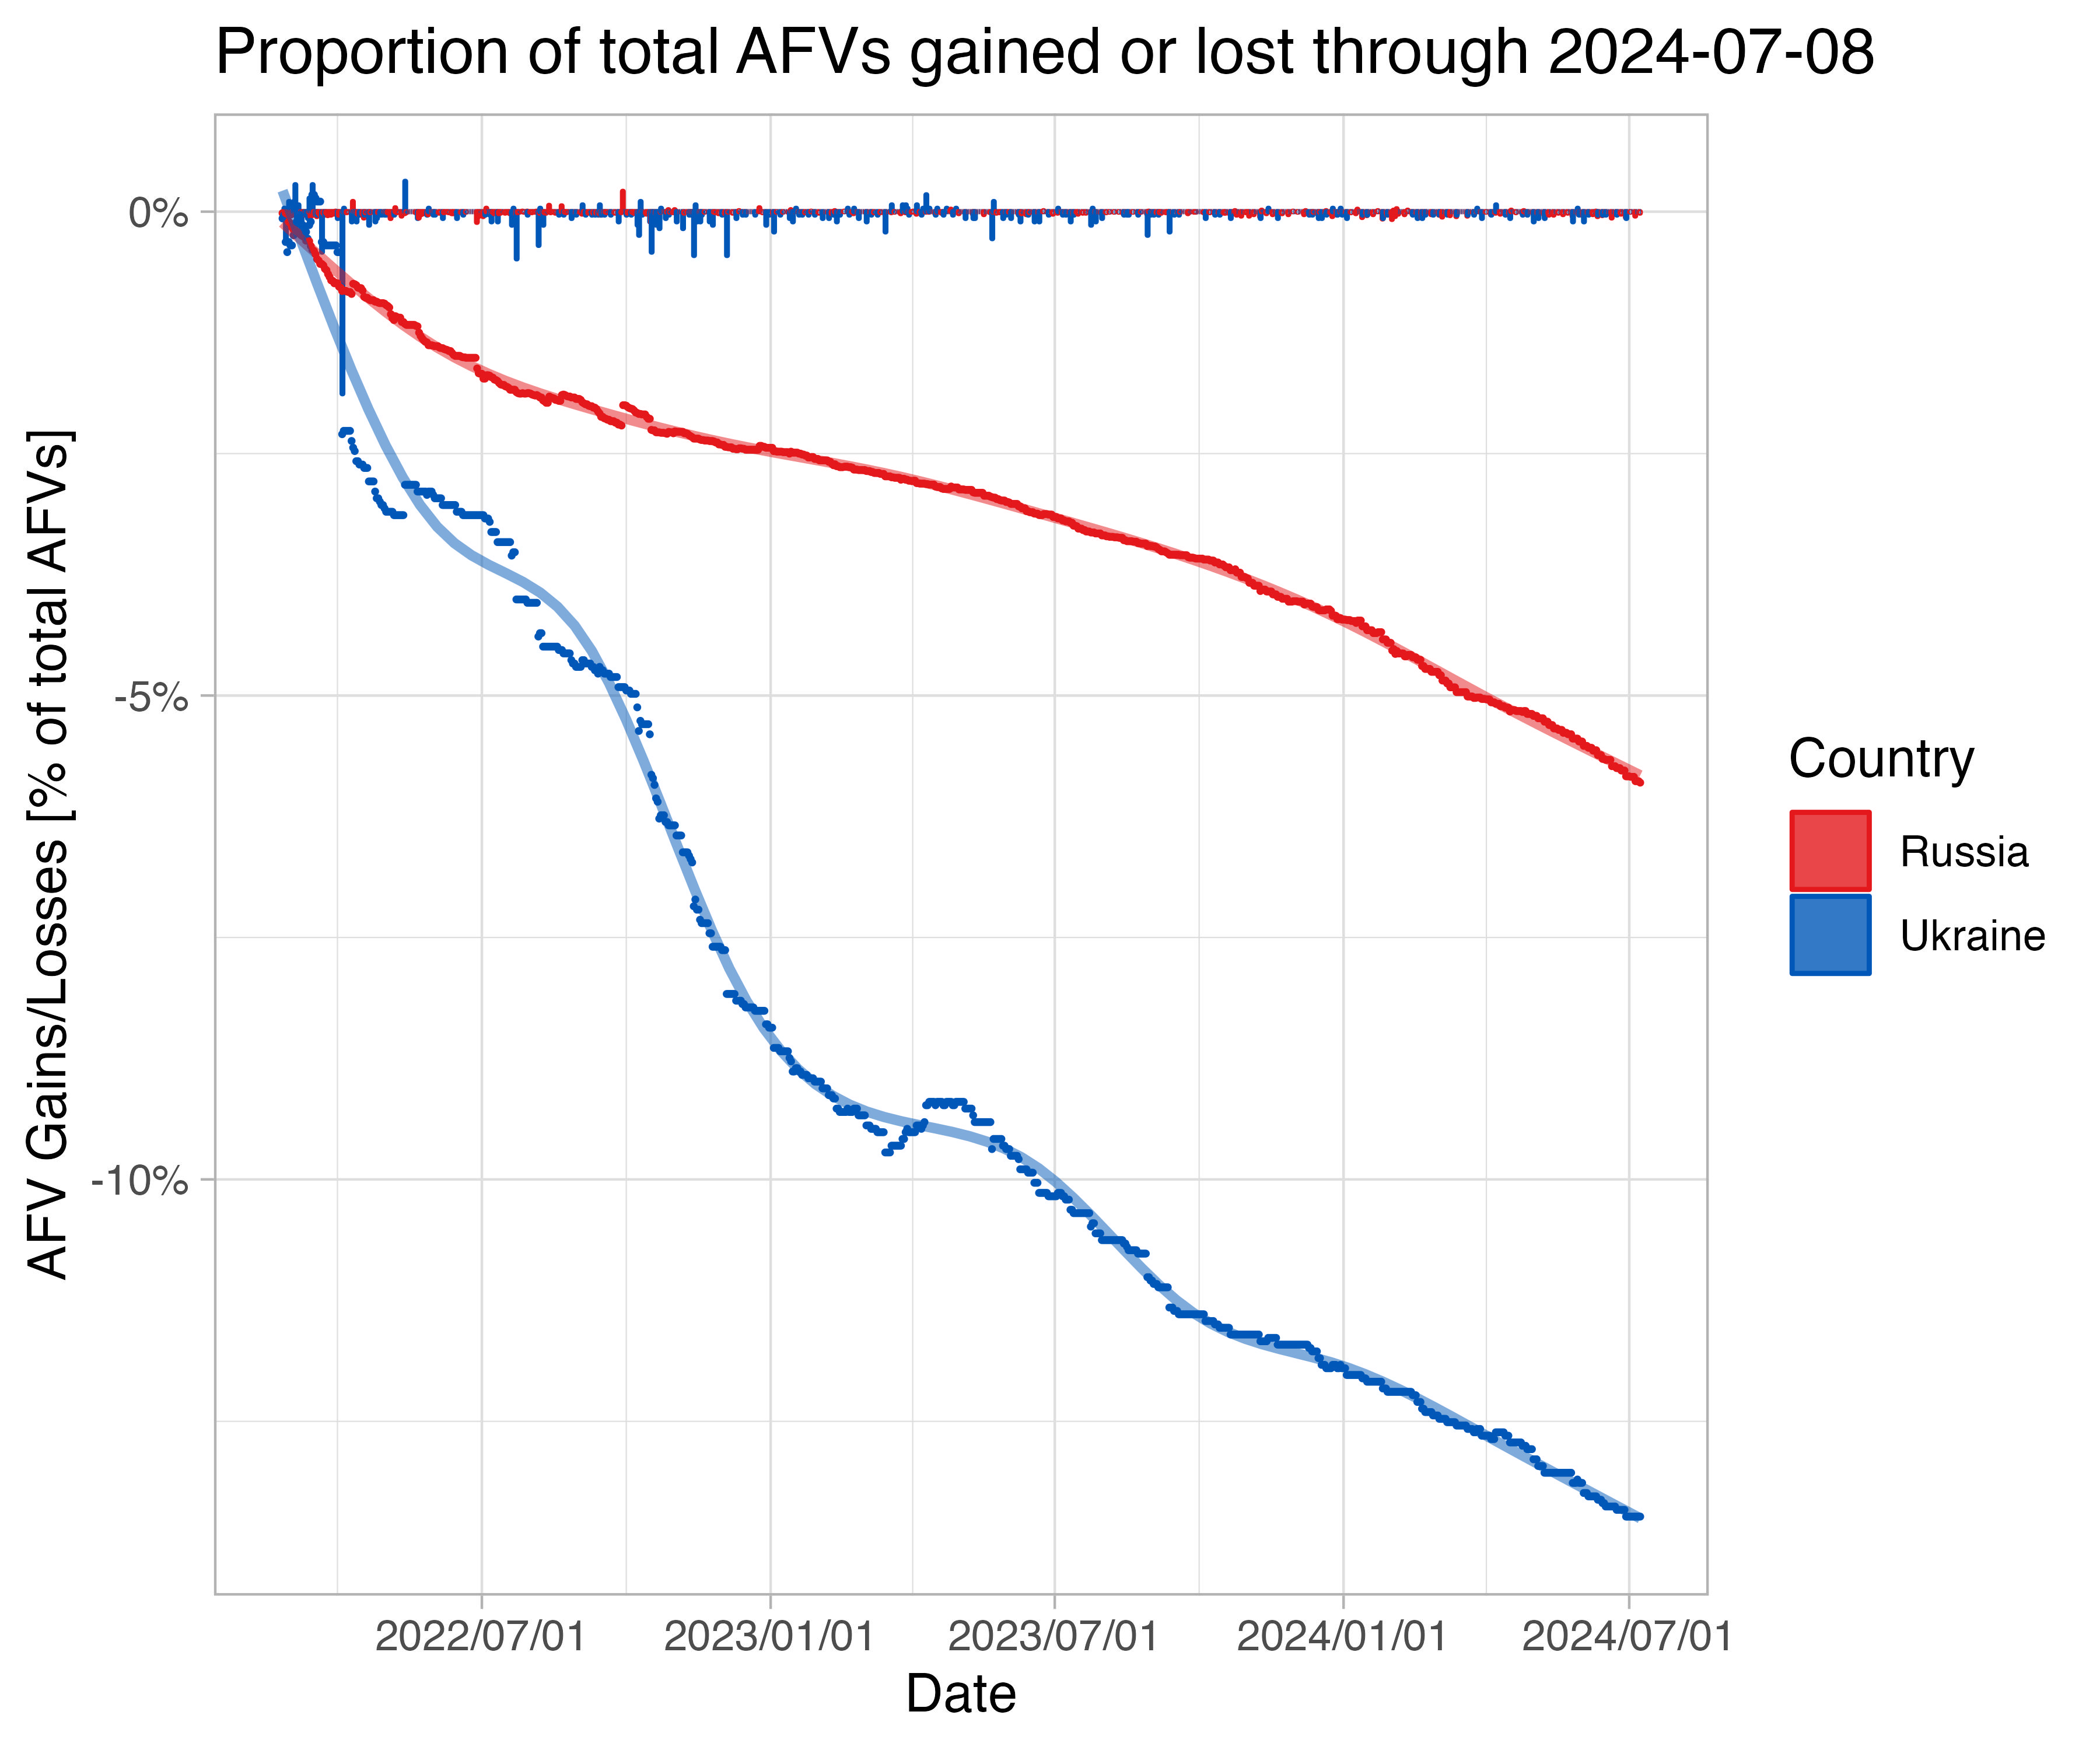 Proportion of total AFVs gained or lost through 2024-07-08
AFV Gains/Losses [% of total AFVs]
0%
-5%
-10%
2022/07/01
2023/01/01
2023/07/01
2024/01/01
2024/07/01
Date
Country
Russia
Ukraine